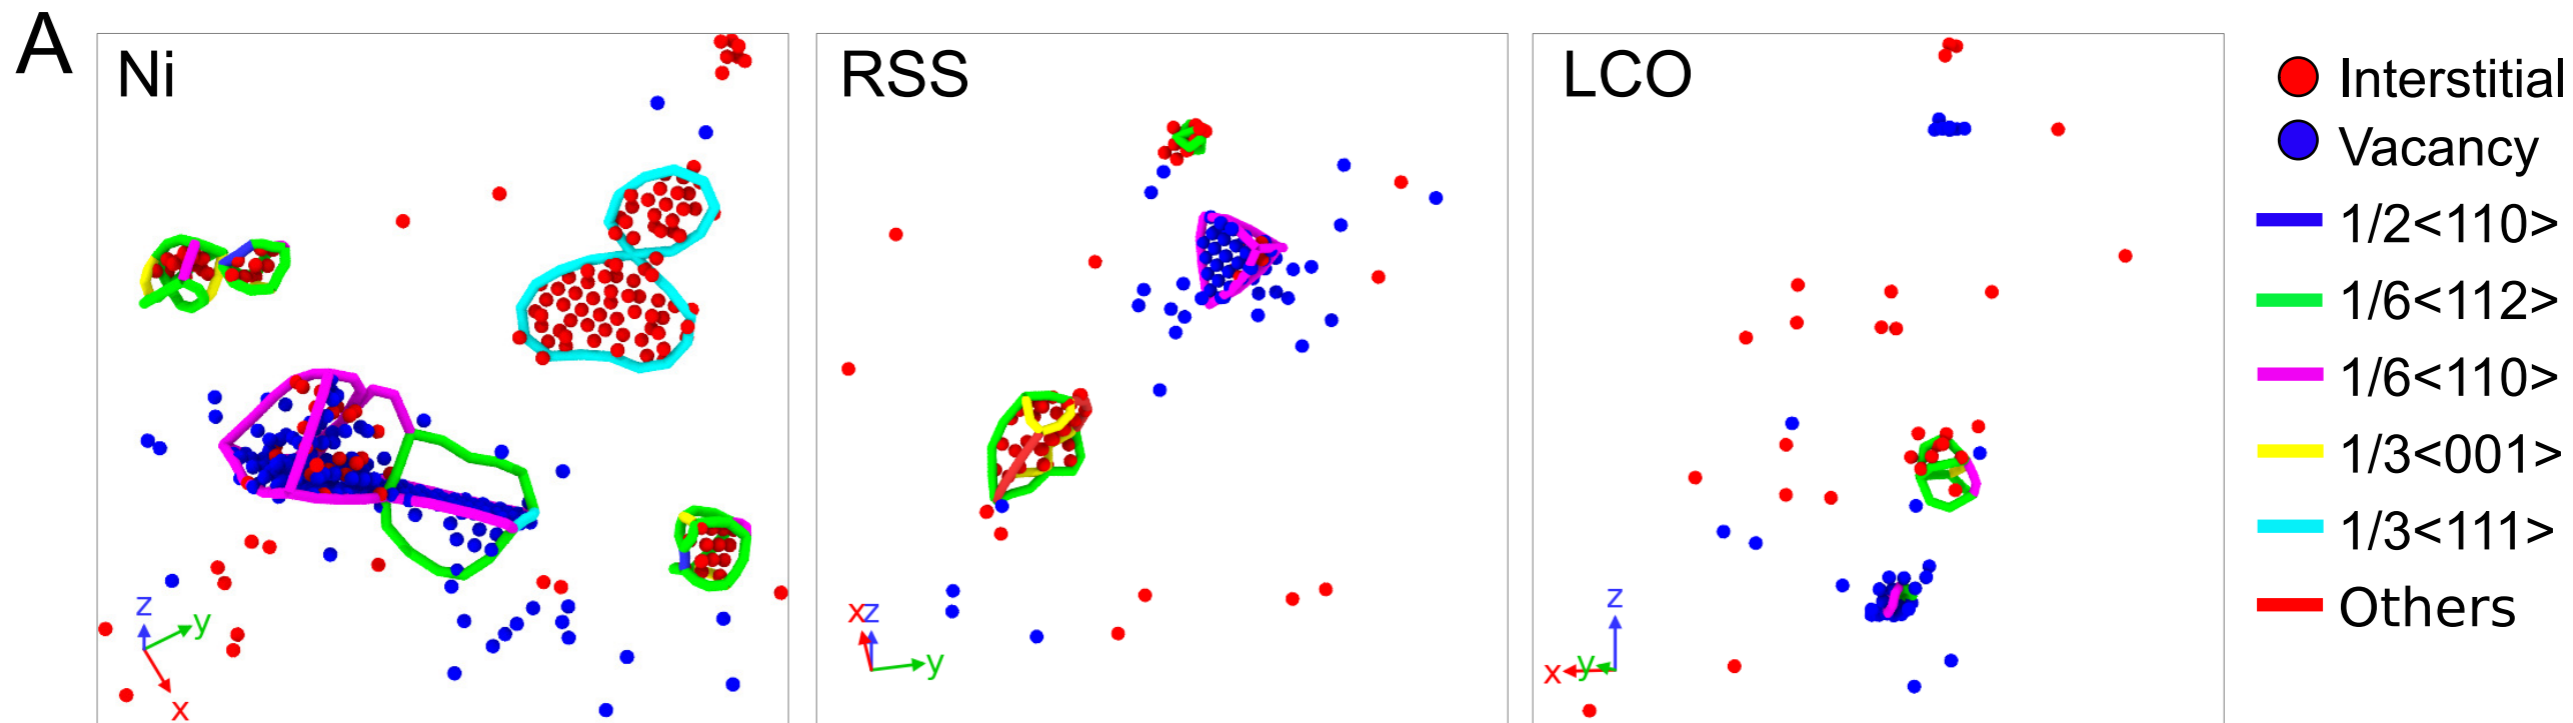 A
Ni
RSS
LCO
Interstitial
Vacancy
1/2<110>
1/6<112>
1/6<110>
1/3<001>
1/3<111>
Others
z
y
x
xz
y
z
x
y